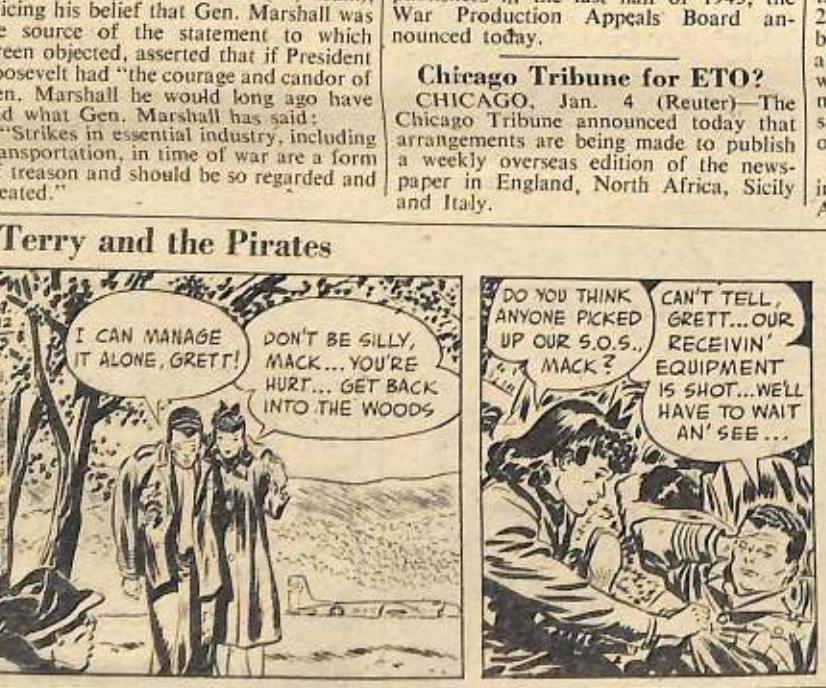 icing his belief that Gen. Marshall was
source of the statement to which
reen objected, asserted that if President
oosevelt had "the courage and candor of
en. Marshall he would long ago have
d what Gen. Marshall has said:
"Strikes in essential industry, including
ansportation, in time of war are a form
treason and should be so regarded and
eated."
War Production Appeals Board an-
nounced today.
Chicago Tribune for ETO?
CHICAGO, Jan. 4 (Reuter)—The
Chicago Tribune announced today that
arrangements are being made to publish
a weekly overseas edition of the news-
paper in England, North Africa, Sicily
and Italy.
Terry and the Pirates
I CAN MANAGE
IT ALONE, GRETT!
DON'T BE SILLY,
MACK... YOU'RE
HURT... GET BACK
INTO THE WOODS
DO YOU THINK
ANYONE PICKED
UP OUR S.O.S.,
MACK?
CAN'T TELL,
GRETT...OUR
RECEIVIN'
EQUIPMENT
IS SHOT...WE'LL
HAVE TO WAIT
AN' SEE...